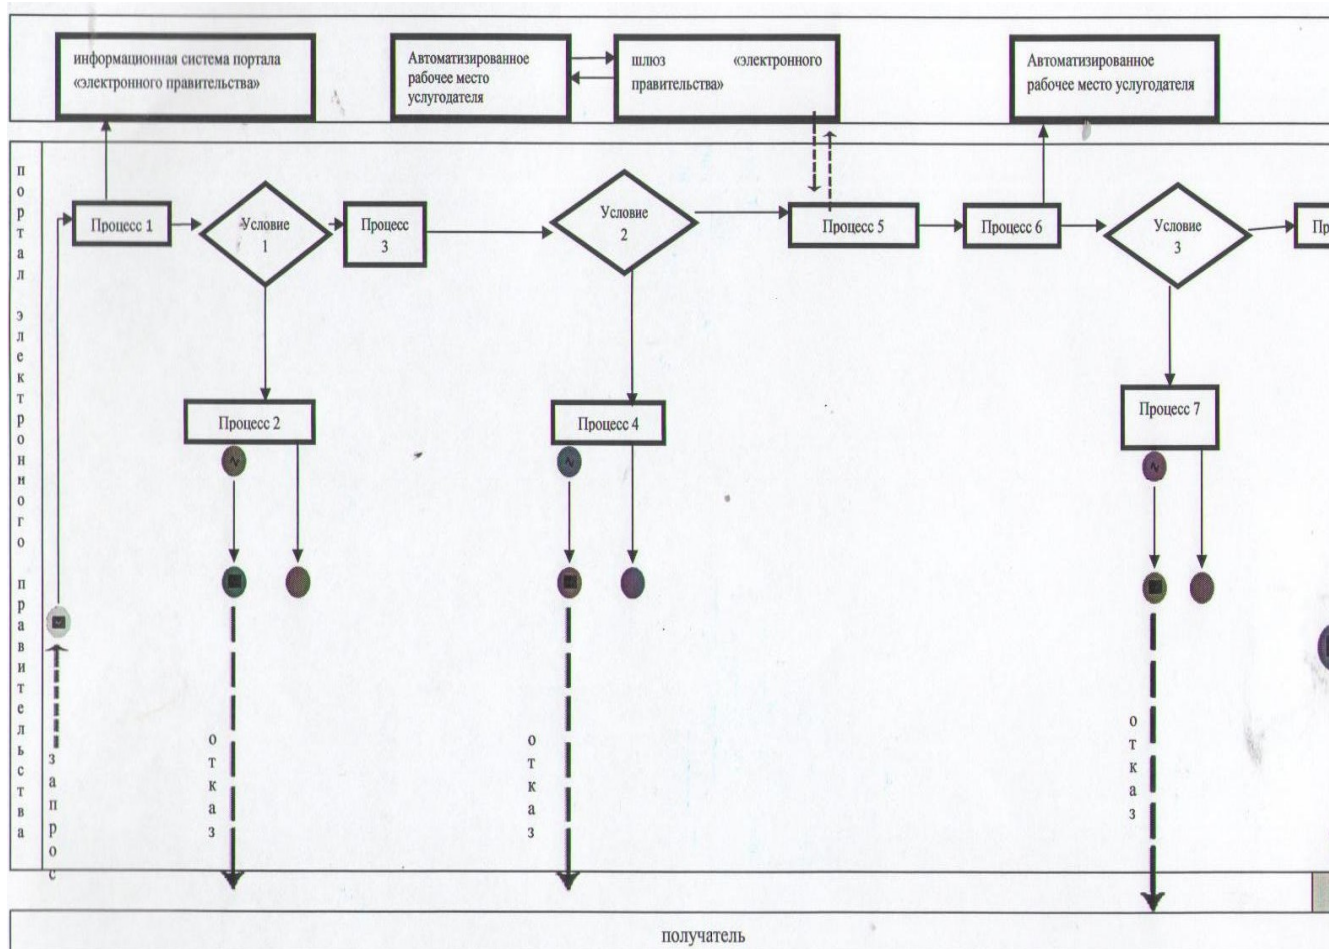 информационная система портала
«электронного правительства»
Автоматизированное
рабочее место
услугодателя
шлюз «электронного
правительства»
Автоматизированное
рабочее место услугодателя
портал электронного правительства
Процесс 1
Условие
1
Процесс
3
Условие
2
Процесс 5
Процесс 6
Условие
3
Пр
Процесс 2
Процесс 4
Процесс 7
запрос
отказ
отказ
отказ
получатель